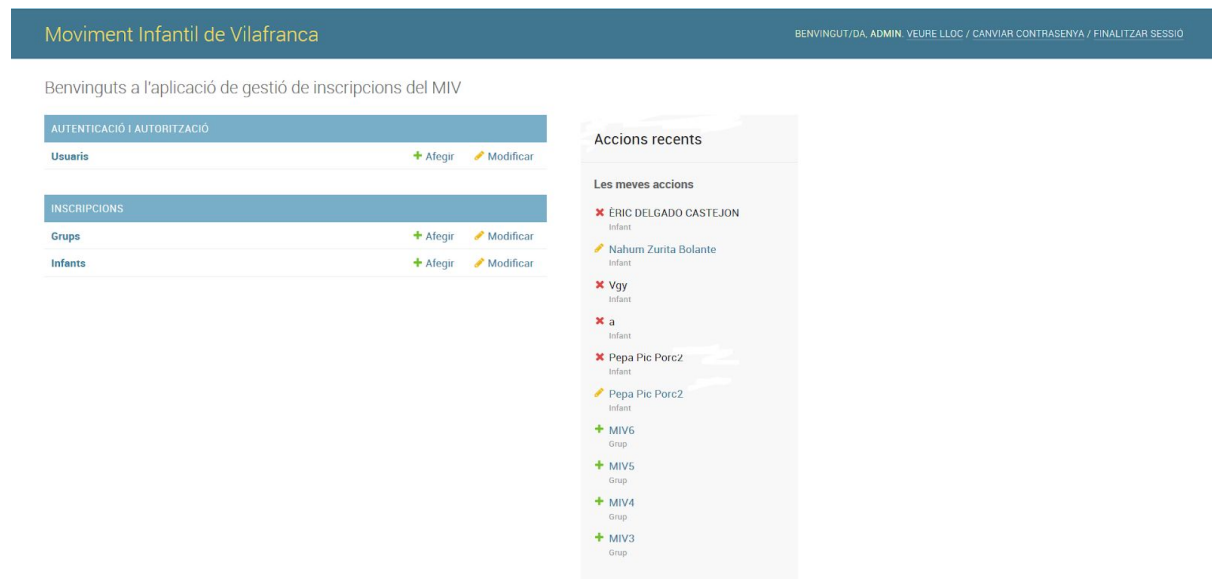 Moviment Infantil de Vilafranca
BENVINGUT/DA, ADMIN. VEURE LLOC / CANVIAR CONTRASENYA / FINALITZAR SESSIÓ
Benvinguts a l'aplicació de gestió de inscripcions del MIV
AUTENTICACIÓ I AUTORITZACIÓ
Usuaris Afegir Modificar
INSCRIPCIONS
Grups Afegir Modificar
Infants Afegir Modificar
Accions recents
Les meves accions
ÈRIC DELGADO CASTEJON
Infant
Nahum Zurita Bolante
Infant
Vgy
Infant
a
Infant
Pepa Pic Porc2
Infant
Pepa Pic Porc2
Infant
MIV6
Grup
MIV5
Grup
MIV4
Grup
MIV3
Grup